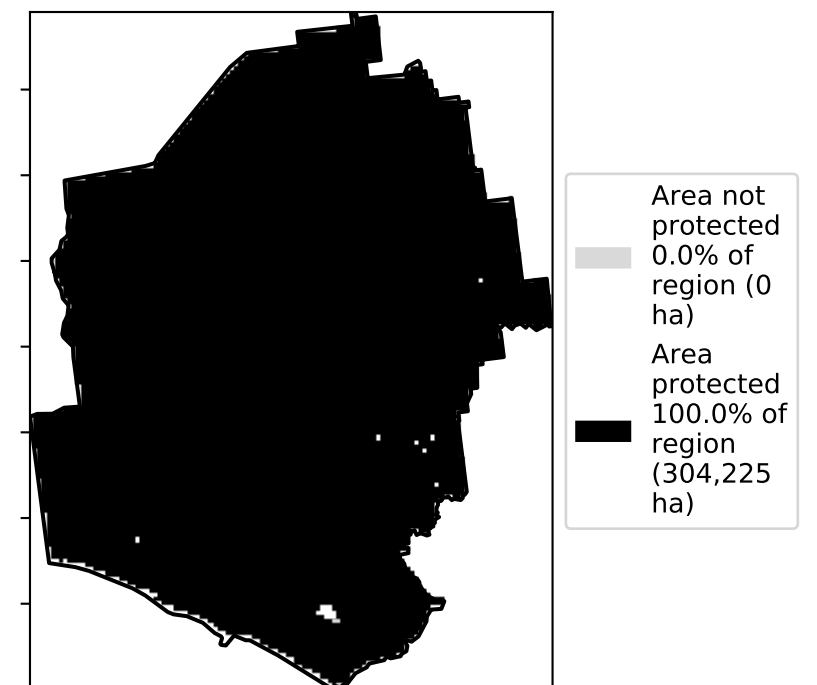 Area not
protected
0.0% of
region (0
ha)
Area
protected
100.0% of
region
(304,225
ha)